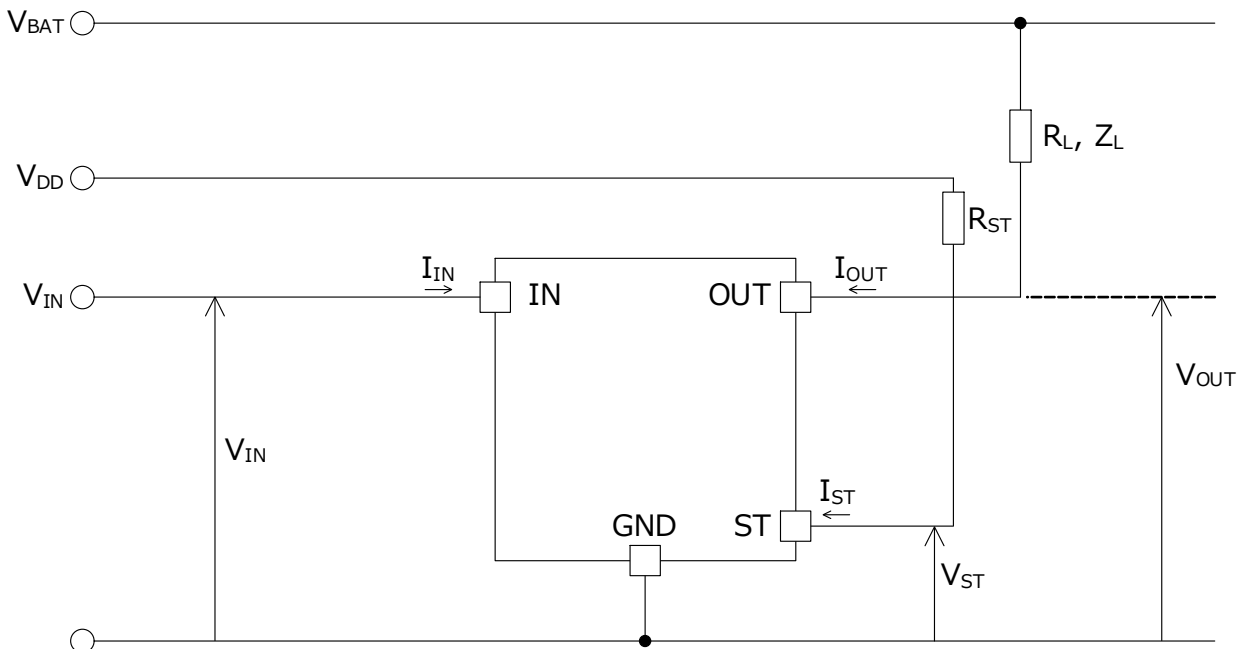 VBAT
RL, ZL
VDD
RST
IIN
IOUT
VIN
IN
OUT
VOUT
VIN
IST
GND
ST
VST